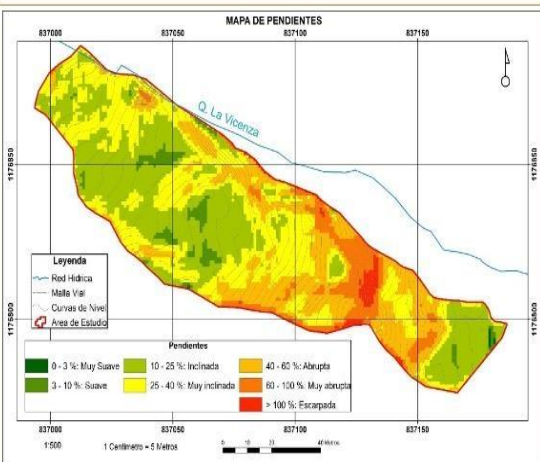 MAPA DE PENDIENTES
837000 837050 837100 837150
Q. La Vicenza
1176850
1176850
1176800
1176800
Leyenda
Red Hidrica
Malla Vial
Curvas de Nivel
Area de Estudio
Pendientes
0 - 3 %: Muy Suave
10 - 25 %: Inclinada
40 - 60 %: Abrupta
3 - 10 %: Suave
25 - 40 %: Muy inclinada
60 - 100 %: Muy abrupta
> 100 %: Escarpada
837000 837050 837100 837150
1:500
1 Centimetro = 5 Metros
0 10 20 40 Metros